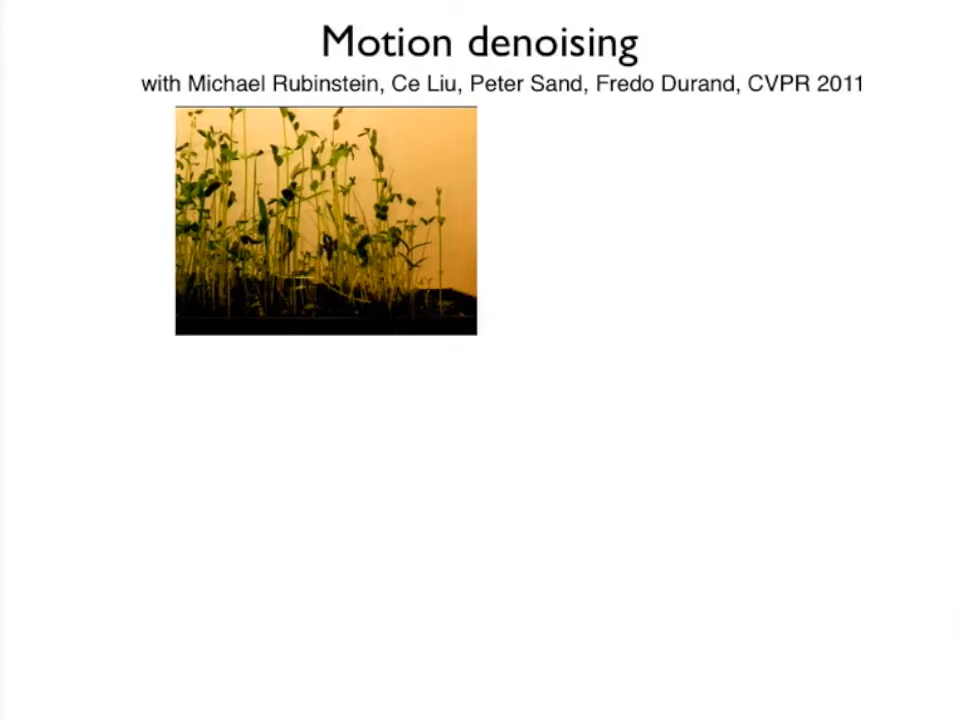 Motion denoising
with Michael Rubinstein, Ce Liu, Peter Sand, Fredo Durand, CVPR 2011